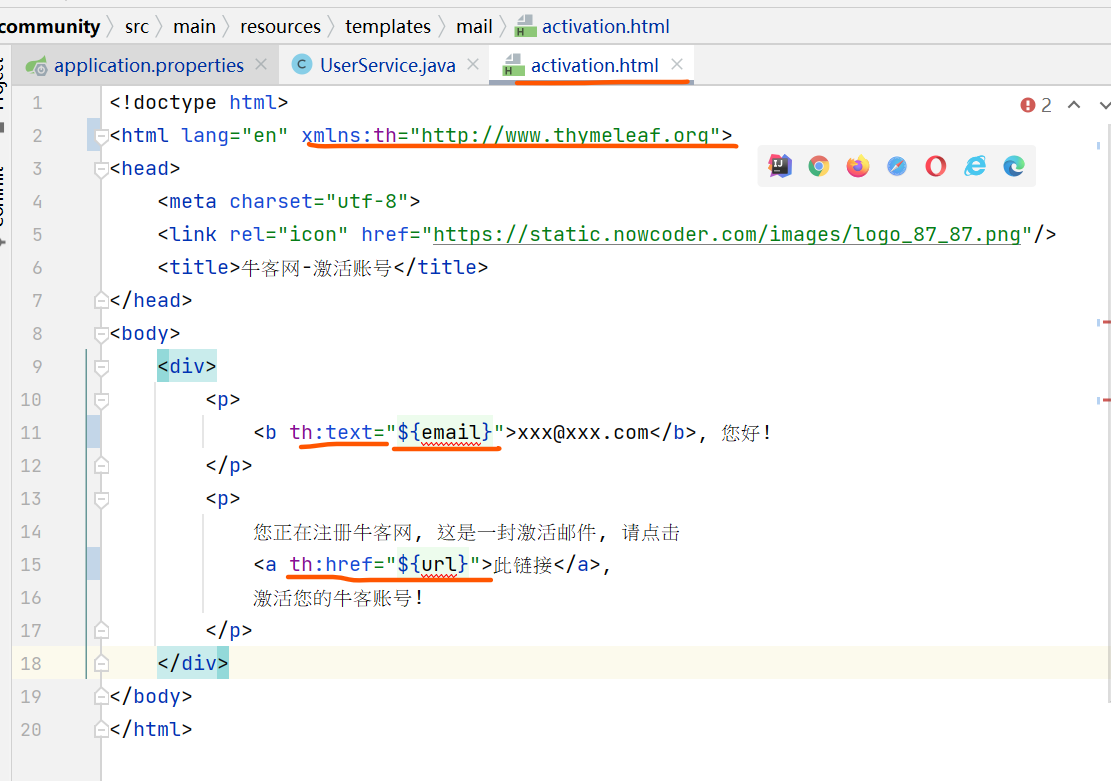 community src main resources templates mail activation.html
application.properties UserService.java activation.html
1 <!doctype html>
2 <html lang="en" xmlns:th="http://www.thymeleaf.org">
3 <head>
4 <meta charset="utf-8">
5 <link rel="icon" href="https://static.nowcoder.com/images/logo_87_87.png"/>
6 <title>牛客网-激活账号</title>
7 </head>
8 <body>
9 <div>
10 <p>
11 <b th:text="${email}">xxx@xxx.com</b>, 您好!
12 </p>
13 <p>
14 您正在注册牛客网, 这是一封激活邮件, 请点击
15 <a th:href="${url}">此链接</a>,
16 激活您的牛客账号!
17 </p>
18 </div>
19 </body>
20 </html>
2